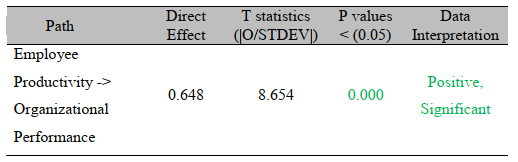 Path Direct Effect T statistics (|O/STDEV|) P values < (0.05) Data Interpretation
Employee
Productivity ->
Organizational
Performance
0.648 8.654 0.000 Positive, Significant